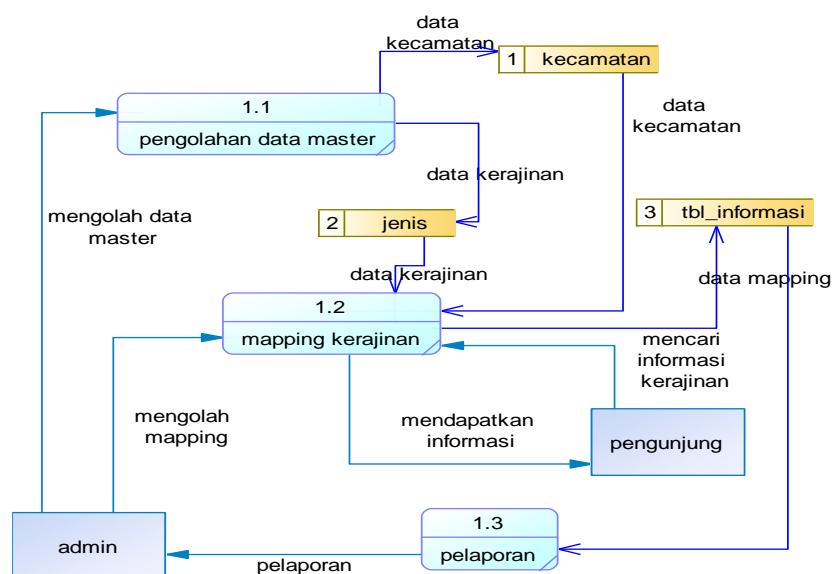 data
kecamatan
1 kecamatan
1.1
pengolahan data master
data
kecamatan
data kerajinan
mengolah data
master
2 jenis
3 tbl_informasi
data kerajinan
data mapping
1.2
mapping kerajinan
mencari
informasi
kerajinan
mengolah
mapping
mendapatkan
informasi
pengunjung
1.3
admin
pelaporan
pelaporan